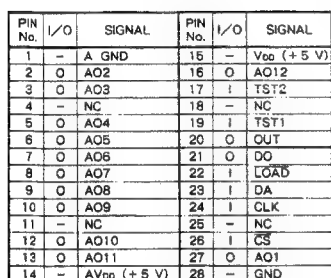 PIN No. I/O SIGNAL PIN No. I/O SIGNAL
1 – A GND 15 – VDD (+5 V)
2 O AO2 16 O AO12
3 O AO3 17 I TST2
4 – NC 18 – NC
5 O AO4 19 I TST1
6 O AO5 20 O OUT
7 O AO6 21 O DO
8 O AO7 22 I LOAD
9 O AO8 23 I DA
10 O AO9 24 I CLK
11 – NC 25 – NC
12 O AO10 26 I CS
13 O AO11 27 O AO1
14 – AVDD (+5 V) 28 – GND